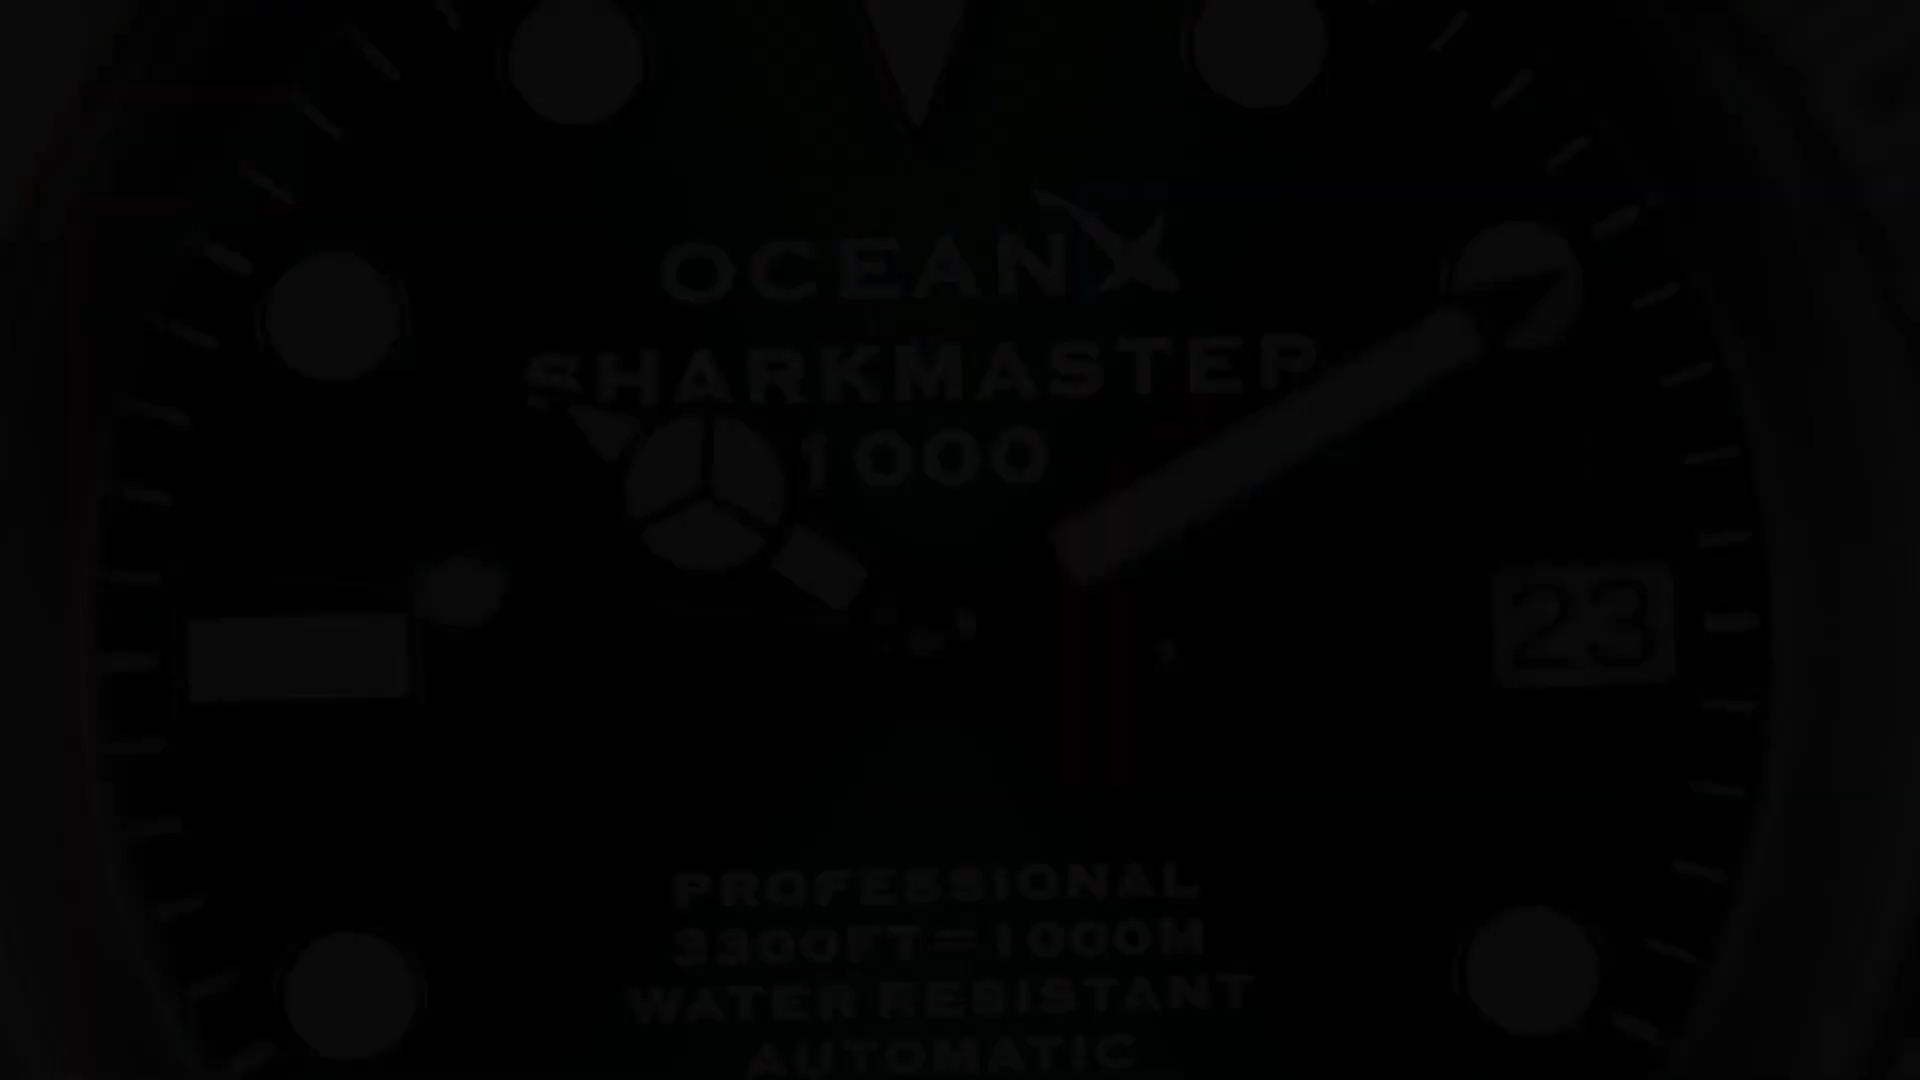 OCEANX
SHARKMASTER
1000
23
PROFESSIONAL
3300FT=1000M
WATER RESISTANT
AUTOMATIC